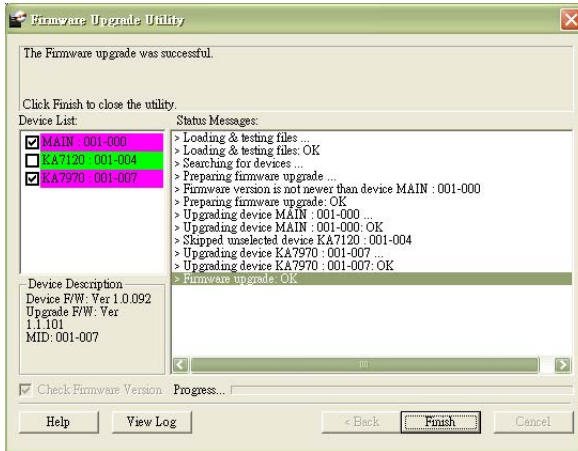 Firmware Upgrade Utility
The Firmware upgrade was successful.
Click Finish to close the utility.
Device List:
MAIN : 001-000
KA7120 : 001-004
KA7970 : 001-007
Status Messages:
> Loading & testing files ...
> Loading & testing files: OK
> Searching for devices ...
> Preparing firmware upgrade ...
> Firmware version is not newer than device MAIN : 001-000
> Preparing firmware upgrade: OK
> Upgrading device MAIN : 001-000 ...
> Upgrading device MAIN : 001-000: OK
> Skipped unselected device KA7120 : 001-004
> Upgrading device KA7970 : 001-007 ...
> Upgrading device KA7970 : 001-007: OK
> Firmware upgrade: OK
Device Description
Device F/W: Ver 1.0.092
Upgrade F/W: Ver
1.1.101
MID: 001-007
Check Firmware Version
Progress...
Help
View Log
< Back
Finish
Cancel